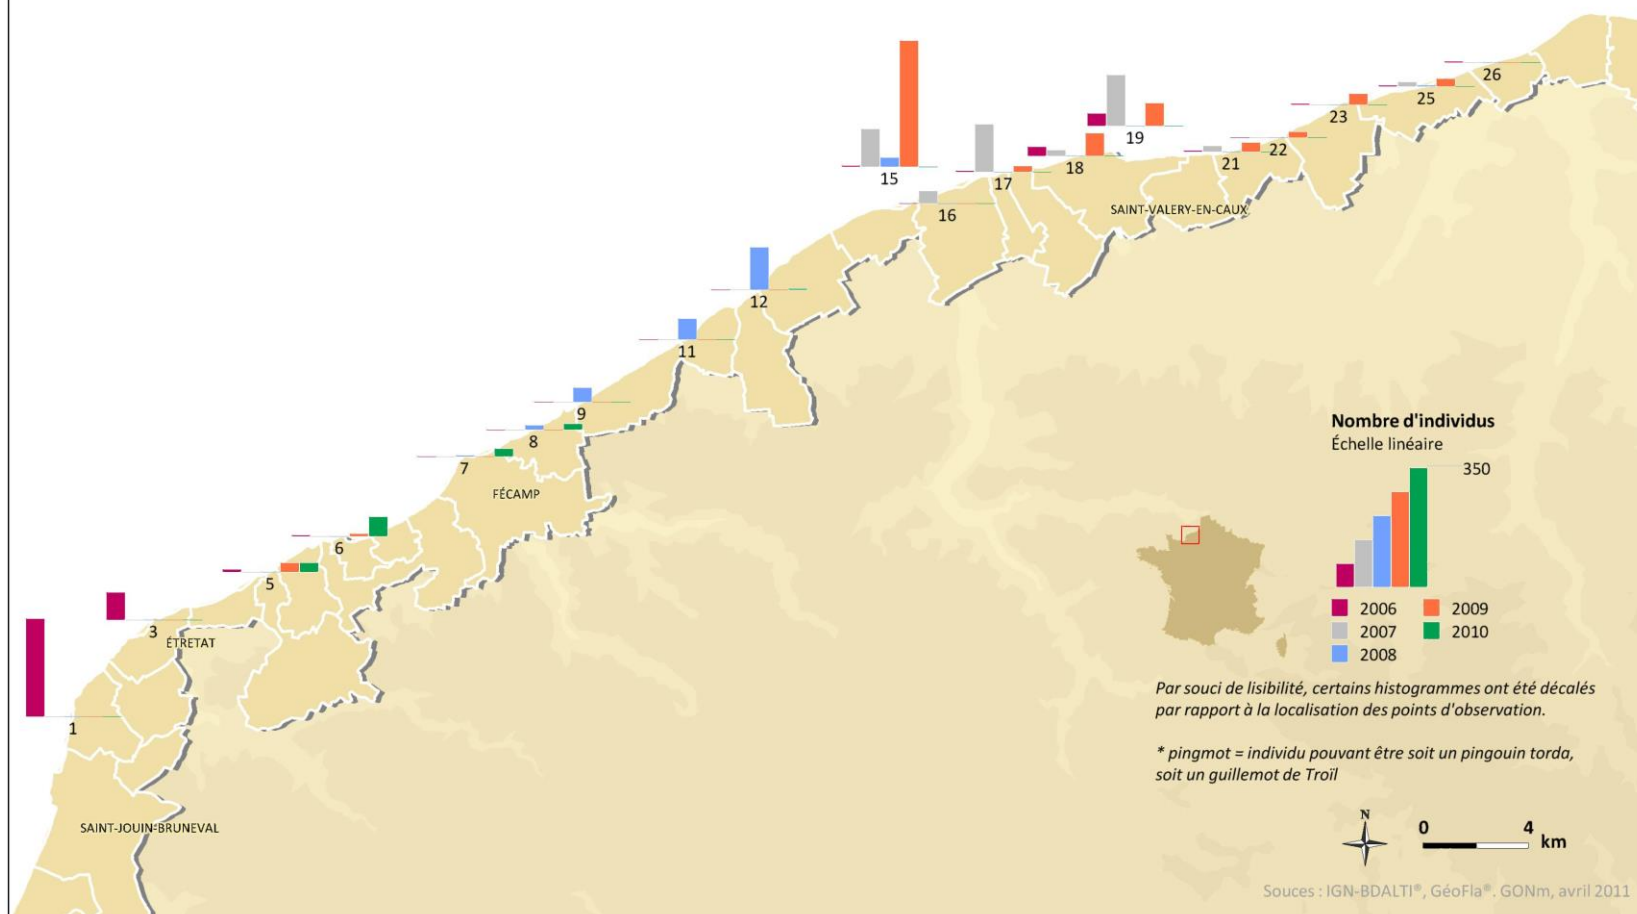 26
25
23
19
22
21
18
15
17
16
SAINT-VALERY-EN-CAUX
12
11
9
8
7
FÉCAMP
6
5
3
ÉTRETAT
1
SAINT-JOUIN-BRUNEVAL
Nombre d'individus
Échelle linéaire
350
2006 2009
2007 2010
2008
Par souci de lisibilité, certains histogrammes ont été décalés
par rapport à la localisation des points d'observation.
* pingmot = individu pouvant être soit un pingouin torda,
soit un guillemot de Troïl
N
0 4 km
Souces : IGN-BDALTI®, GéoFla®. GONm, avril 2011